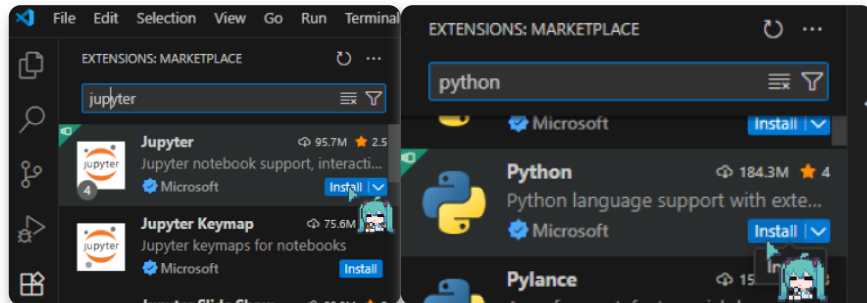 File Edit Selection View Go Run Terminal
EXTENSIONS: MARKETPLACE
jupyter
Jupyter 95.7M 2.5
Jupyter notebook support, interacti...
Microsoft Install
jupyter
4
Jupyter Keymap 75.6M
Jupyter keymaps for notebooks
Microsoft Install
jupyter
EXTENSIONS: MARKETPLACE
python
Microsoft Install
Python 184.3M 4
Python language support with exte...
Microsoft Install
Pylance